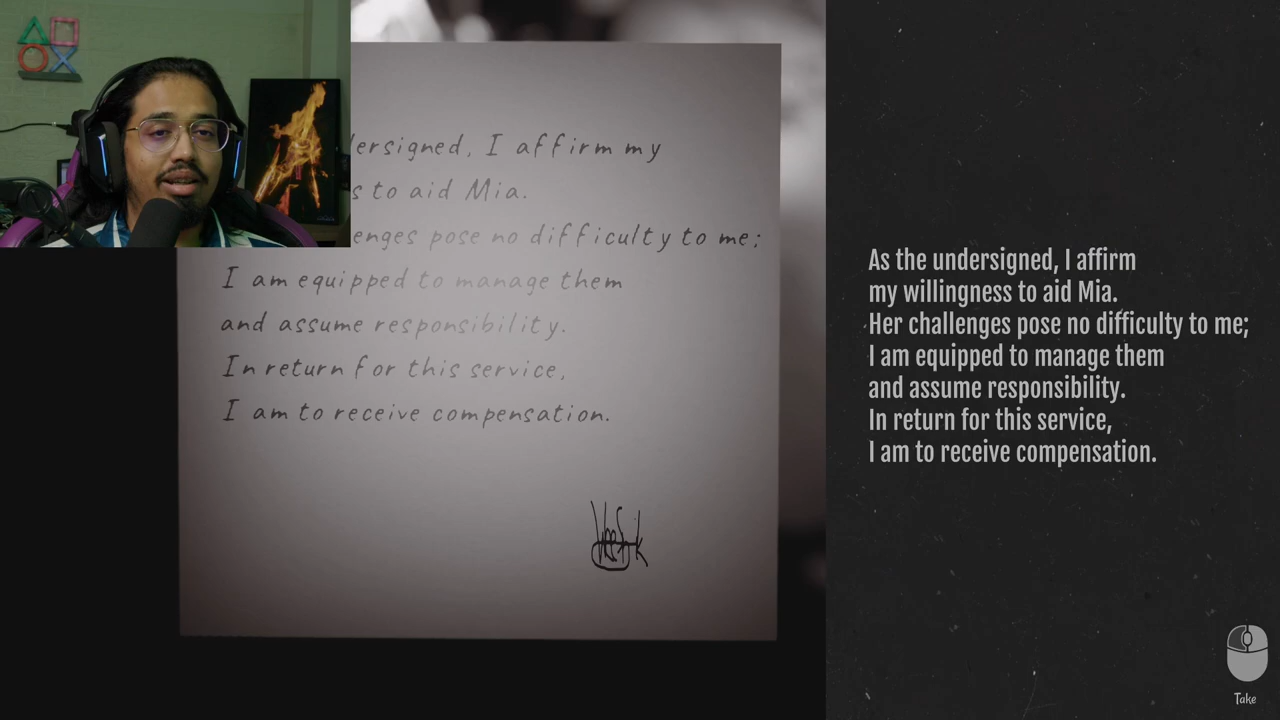 dersigned, I affirm my
s to aid Mia.
enges pose no difficulty to me;
I am equipped to manage them
and assume responsibility.
In return for this service,
I am to receive compensation.
As the undersigned, I affirm
my willingness to aid Mia.
Her challenges pose no difficulty to me;
I am equipped to manage them
and assume responsibility.
In return for this service,
I am to receive compensation.
Take